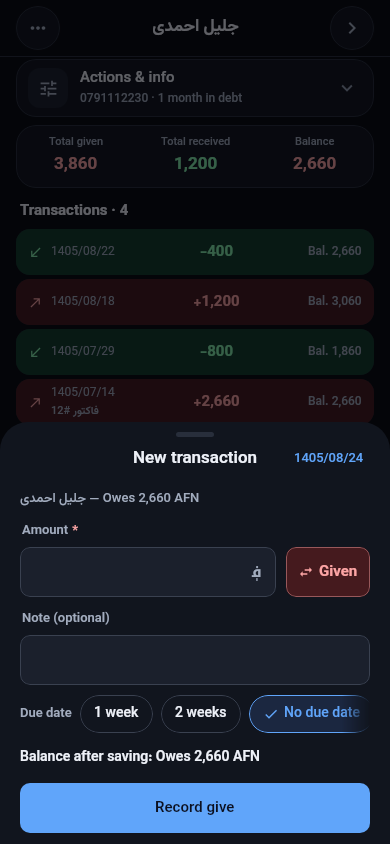 جلیل احمدی
Actions & info
0791112230 · 1 month in debt
Total given
Total received
Balance
3,860
1,200
2,660
Transactions · 4
1405/08/22
−400
Bal. 2,660
1405/08/18
+1,200
Bal. 3,060
1405/07/29
−800
Bal. 1,860
1405/07/14
فاکتور #12
+2,660
Bal. 2,660
New transaction
1405/08/24
جلیل احمدی — Owes 2,660 AFN
Amount *
؋
Given
Note (optional)
Due date
1 week
2 weeks
No due date
Balance after saving: Owes 2,660 AFN
Record give